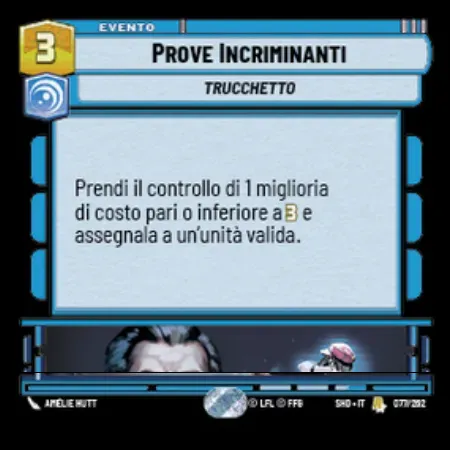 EVENTO
3
PROVE INCRIMINANTI
TRUCCHETTO
Prendi il controllo di 1 miglioria
di costo pari o inferiore a 3 e
assegnala a un'unità valida.
AMÉLIE HUTT
© LFL © FFG
SHD • IT
077/262